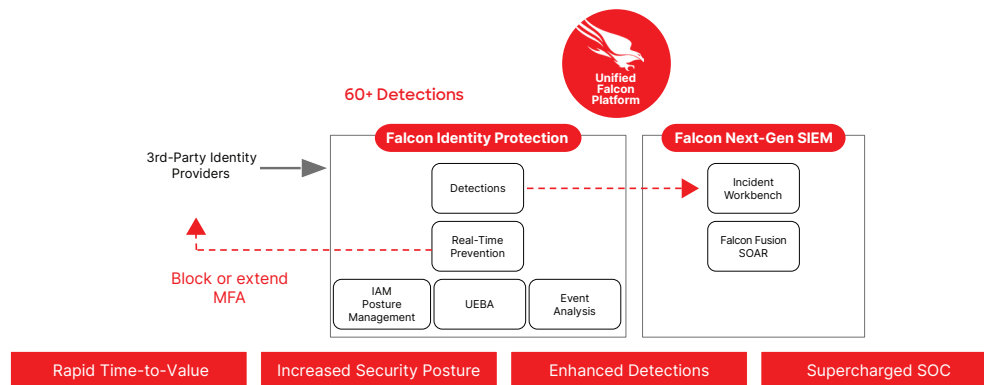 Unified
Falcon
Platform
60+ Detections
Falcon Identity Protection
Falcon Next-Gen SIEM
3rd-Party Identity
Providers
Detections
Incident
Workbench
Real-Time
Prevention
Falcon Fusion
SOAR
Block or extend
MFA
IAM
Posture
Management
UEBA
Event
Analysis
Rapid Time-to-Value
Increased Security Posture
Enhanced Detections
Supercharged SOC